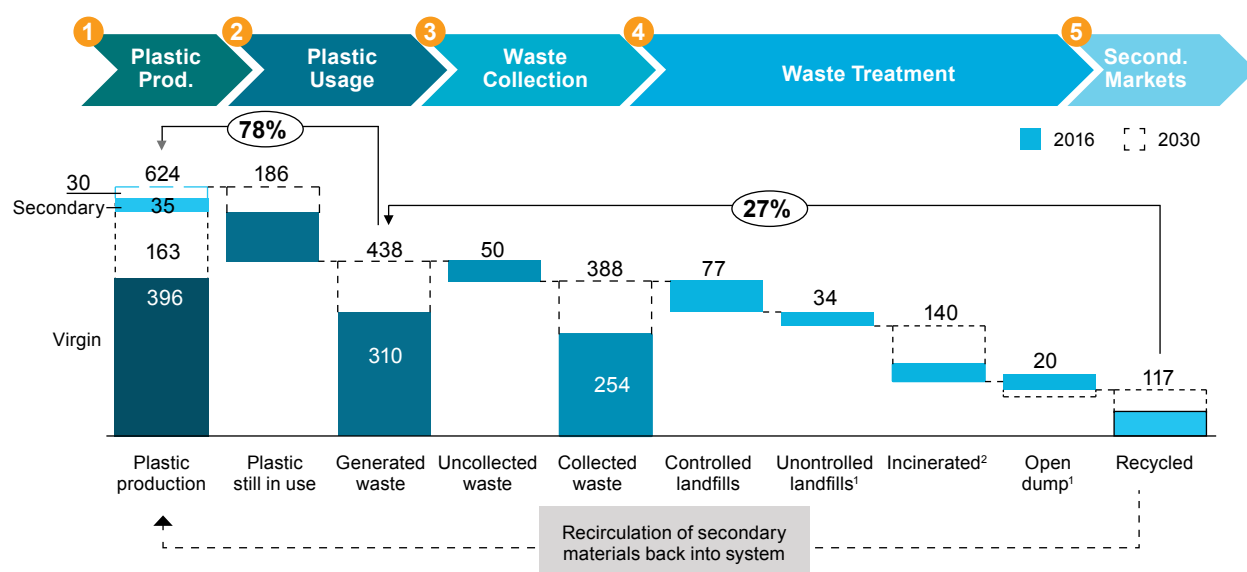 1
2
3
4
5
Plastic
Prod.
Plastic
Usage
Waste
Collection
Waste Treatment
Second.
Markets
78%
2016
2030
30
624
186
Secondary
35
27%
163
438
50
388
77
34
140
20
117
396
Virgin
310
254
Plastic
production
Plastic
still in use
Generated
waste
Uncollected
waste
Collected
waste
Controlled
landfills
Unontrolled
landfills¹
Incinerated²
Open
dump¹
Recycled
Recirculation of secondary
materials back into system